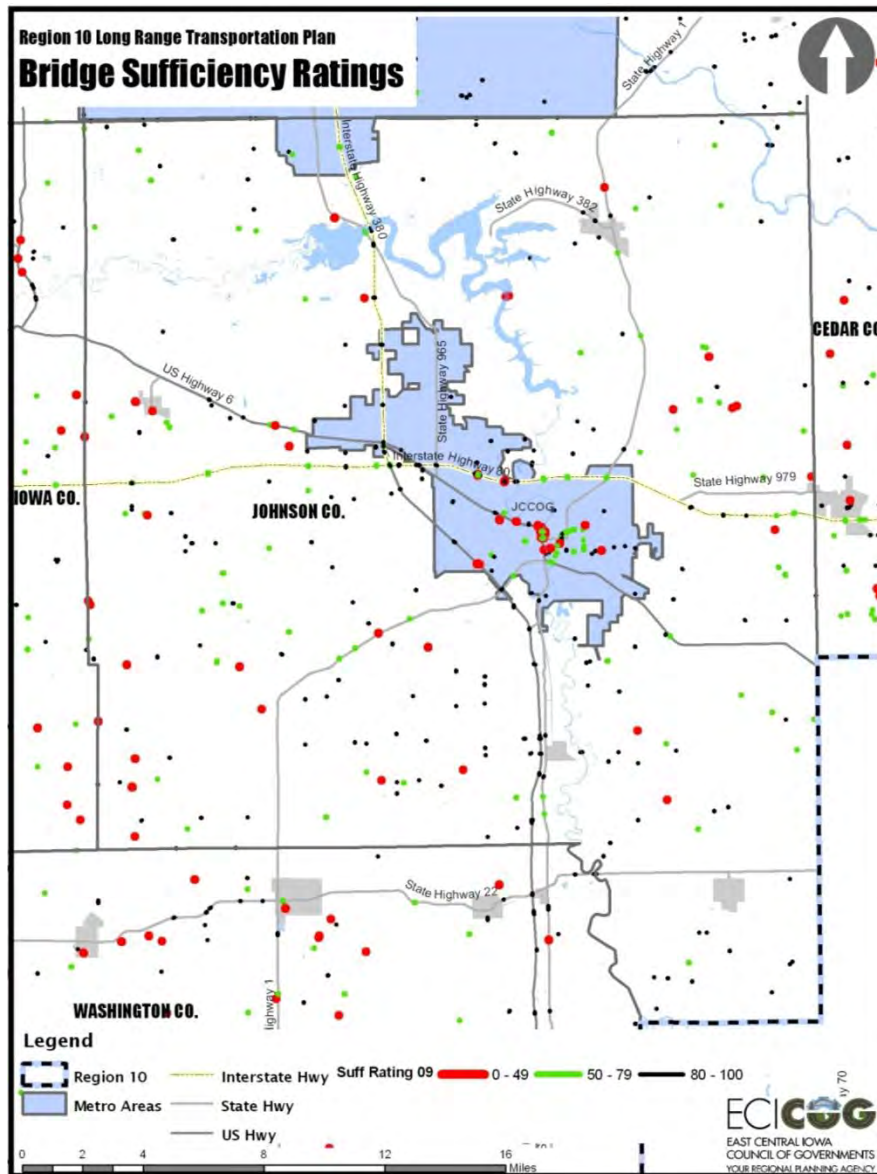 Region 10 Long Range Transportation Plan
Bridge Sufficiency Ratings
State Highway 1
Interstate Highway 380
State Highway 382
CEDAR CO
US Highway 6
State Highway 965
Interstate Highway 80
State Highway 979
IOWA CO.
JOHNSON CO.
JCCOG
State Highway 22
WASHINGTON CO.
ighway 1
Legend
Region 10
Interstate Hwy
Suff Rating 09
0 - 49
50 - 79
80 - 100
Metro Areas
State Hwy
US Hwy
y 70
ECICOG
EAST CENTRAL IOWA
COUNCIL OF GOVERNMENTS
YOUR REGIONAL PLANNING AGENCY
0 2 4 8 12 16
Miles